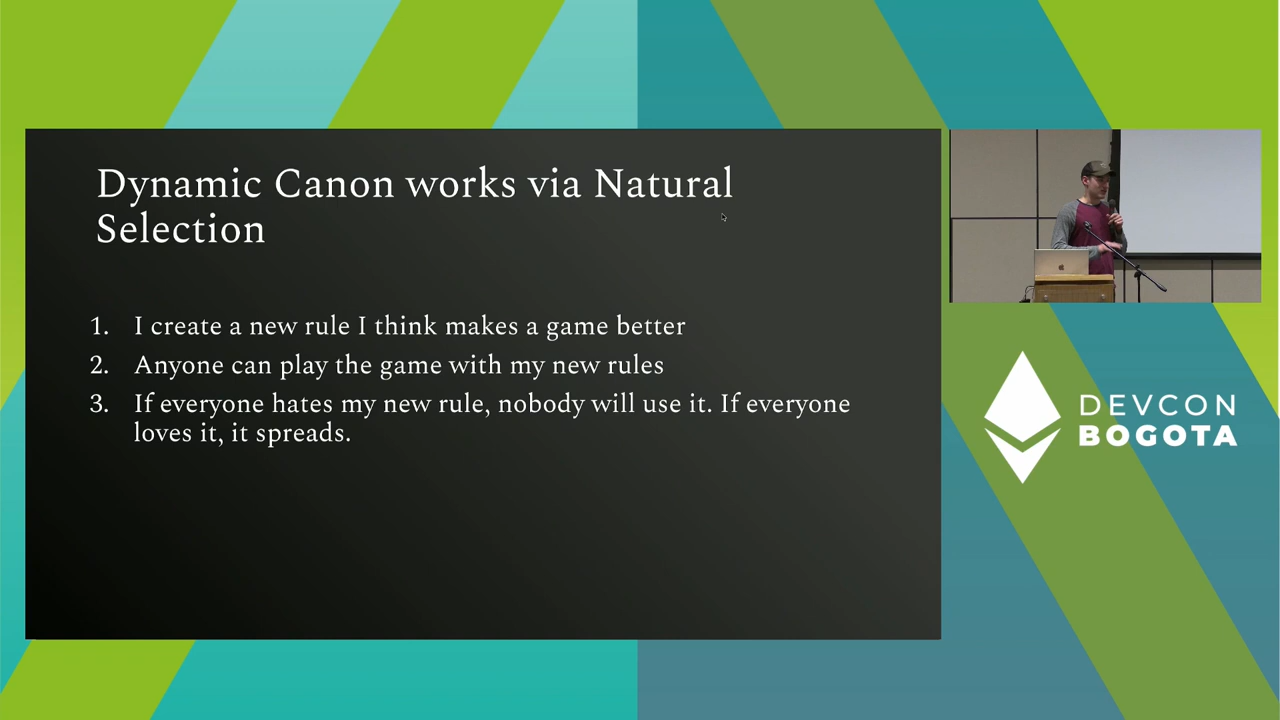 Dynamic Canon works via Natural
Selection
1. I create a new rule I think makes a game better
2. Anyone can play the game with my new rules
3. If everyone hates my new rule, nobody will use it. If everyone
loves it, it spreads.
DEVCON
BOGOTA